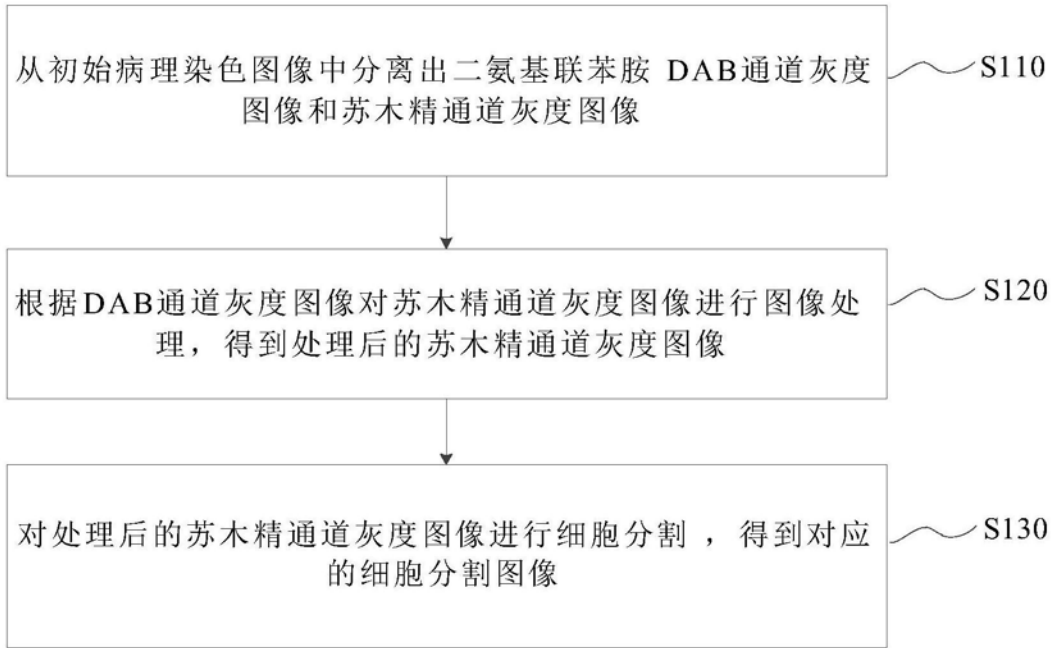 从初始病理染色图像中分离出二氨基联苯胺 DAB通道灰度
图像和苏木精通道灰度图像
S110
根据DAB通道灰度图像对苏木精通道灰度图像进行图像处
理，得到处理后的苏木精通道灰度图像
S120
对处理后的苏木精通道灰度图像进行细胞分割 ，得到对应
的细胞分割图像
S130